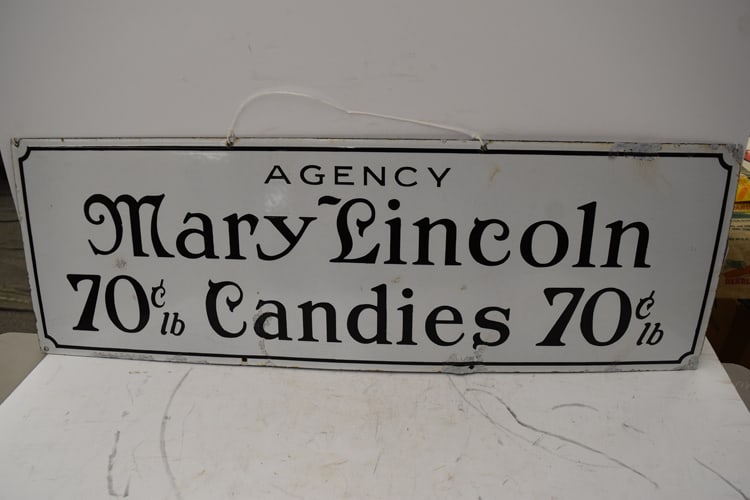 AGENCY
Mary Lincoln
70¢ lb Candies 70¢ lb